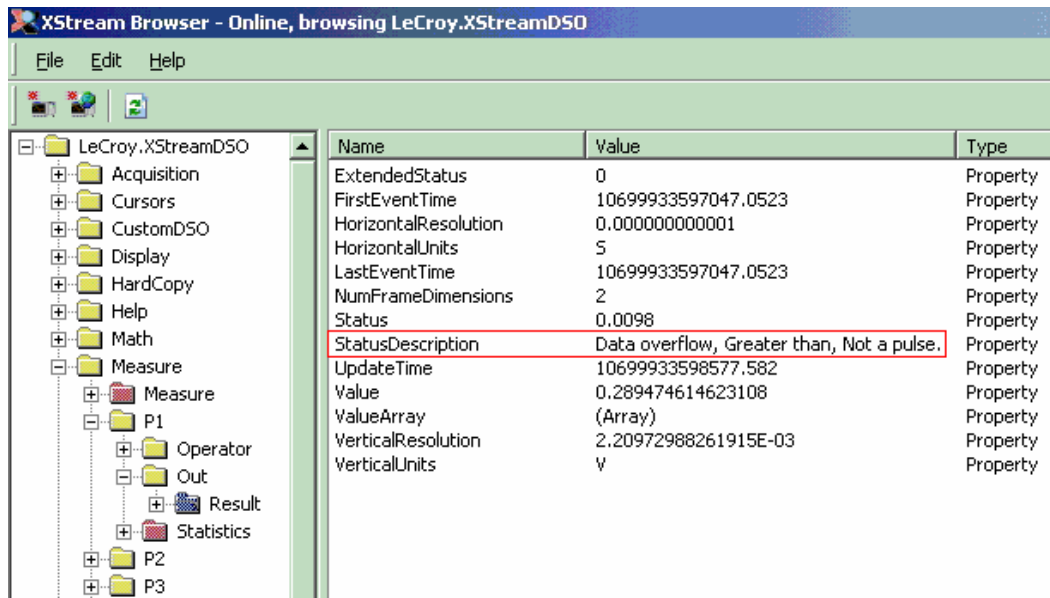 XStream Browser - Online, browsing LeCroy.XStreamDSO
File Edit Help
LeCroy.XStreamDSO
Acquisition
Cursors
CustomDSO
Display
HardCopy
Help
Math
Measure
Measure
P1
Operator
Out
Result
Statistics
P2
P3
Name Value Type
ExtendedStatus 0 Property
FirstEventTime 10699933597047.0523 Property
HorizontalResolution 0.000000000001 Property
HorizontalUnits S Property
LastEventTime 10699933597047.0523 Property
NumFrameDimensions 2 Property
Status 0.0098 Property
StatusDescription Data overflow, Greater than, Not a pulse. Property
UpdateTime 10699933598577.582 Property
Value 0.289474614623108 Property
ValueArray (Array) Property
VerticalResolution 2.20972988261915E-03 Property
VerticalUnits V Property